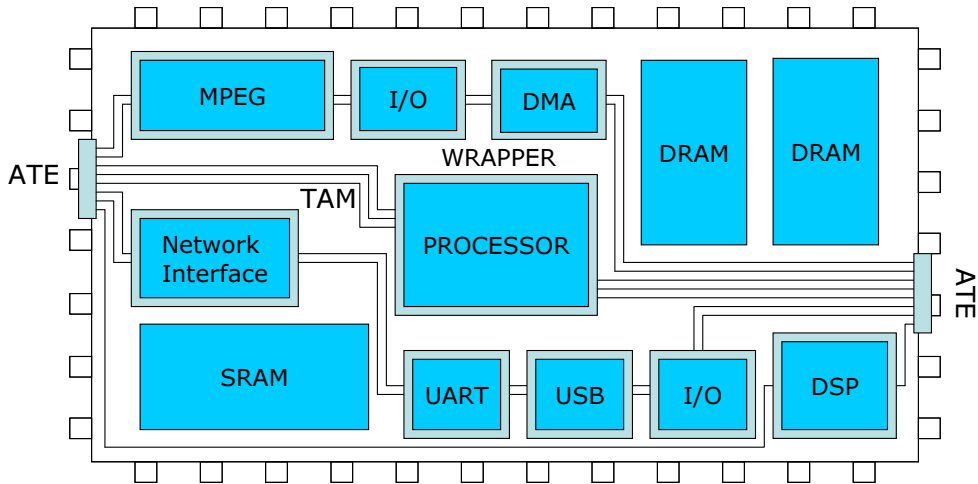 MPEG
I/O
DMA
DRAM
DRAM
WRAPPER
ATE
TAM
PROCESSOR
Network
Interface
ATE
SRAM
UART
USB
I/O
DSP